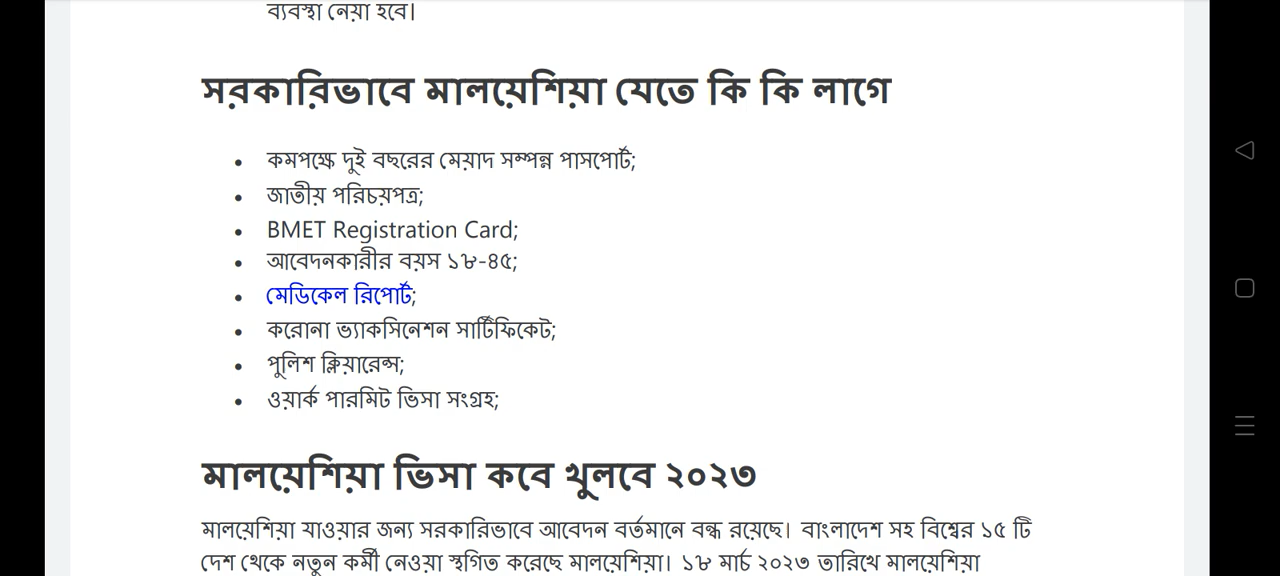 ব্যবস্থা নেয়া হবে।
সরকারিভাবে মালয়েশিয়া যেতে কি কি লাগে
• কমপক্ষে দুই বছরের মেয়াদ সম্পন্ন পাসপোর্ট;
• জাতীয় পরিচয়পত্র;
• BMET Registration Card;
• আবেদনকারীর বয়স ১৮-৪৫;
• মেডিকেল রিপোর্ট;
• করোনা ভ্যাকসিনেশন সার্টিফিকেট;
• পুলিশ ক্লিয়ারেন্স;
• ওয়ার্ক পারমিট ভিসা সংগ্রহ;
মালয়েশিয়া ভিসা কবে খুলবে ২০২৩
মালয়েশিয়া যাওয়ার জন্য সরকারিভাবে আবেদন বর্তমানে বন্ধ রয়েছে। বাংলাদেশ সহ বিশ্বের ১৫ টি
দেশ থেকে নতুন কর্মী নেওয়া স্থগিত করেছে মালয়েশিয়া। ১৮ মার্চ ২০২৩ তারিখে মালয়েশিয়া